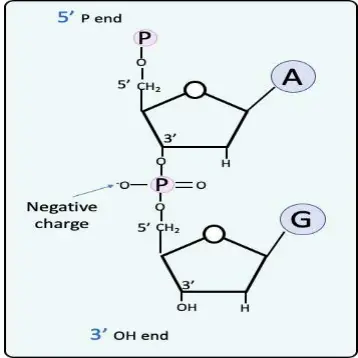 5’ P end
P
O
5’ CH₂
A
3’
O
H
-O
P
O
O
Negative
charge
5’ CH₂
G
3’
OH
H
3’ OH end